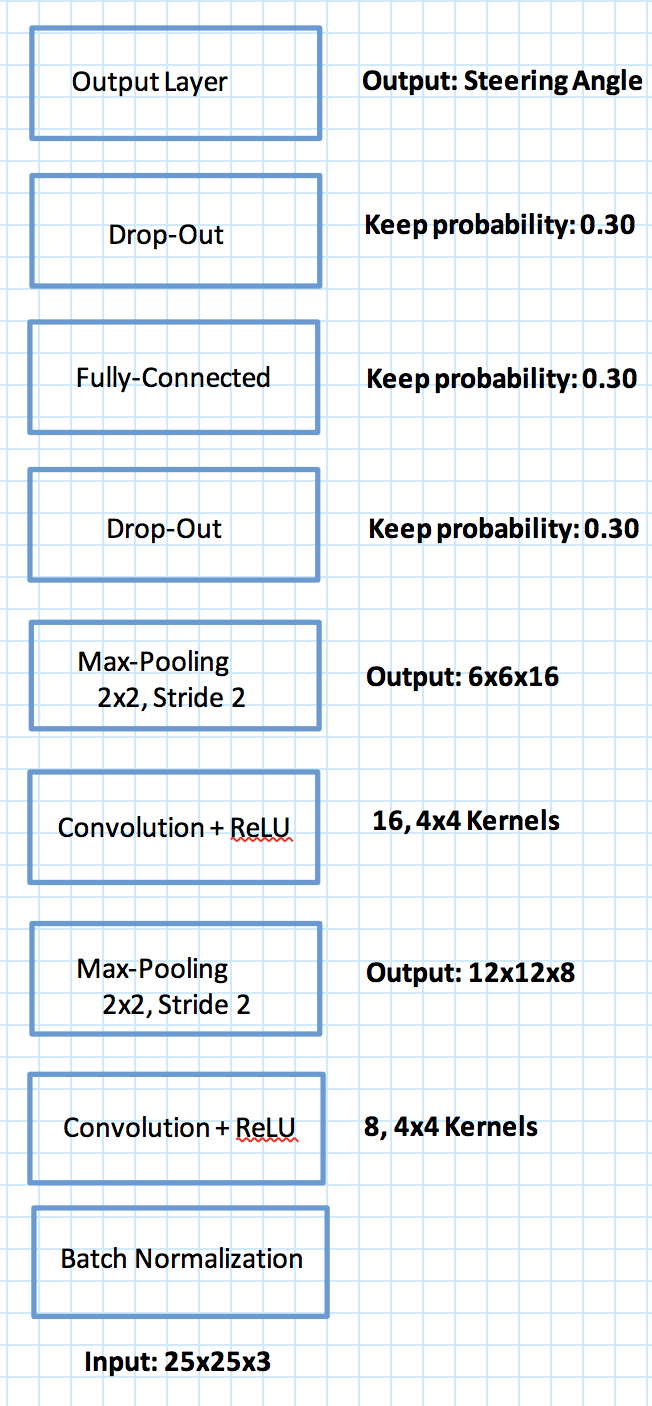 Output Layer
Output: Steering Angle
Drop-Out
Keep probability: 0.30
Fully-Connected
Keep probability: 0.30
Drop-Out
Keep probability: 0.30
Max-Pooling
2x2, Stride 2
Output: 6x6x16
Convolution + ReLU
16, 4x4 Kernels
Max-Pooling
2x2, Stride 2
Output: 12x12x8
Convolution + ReLU
8, 4x4 Kernels
Batch Normalization
Input: 25x25x3